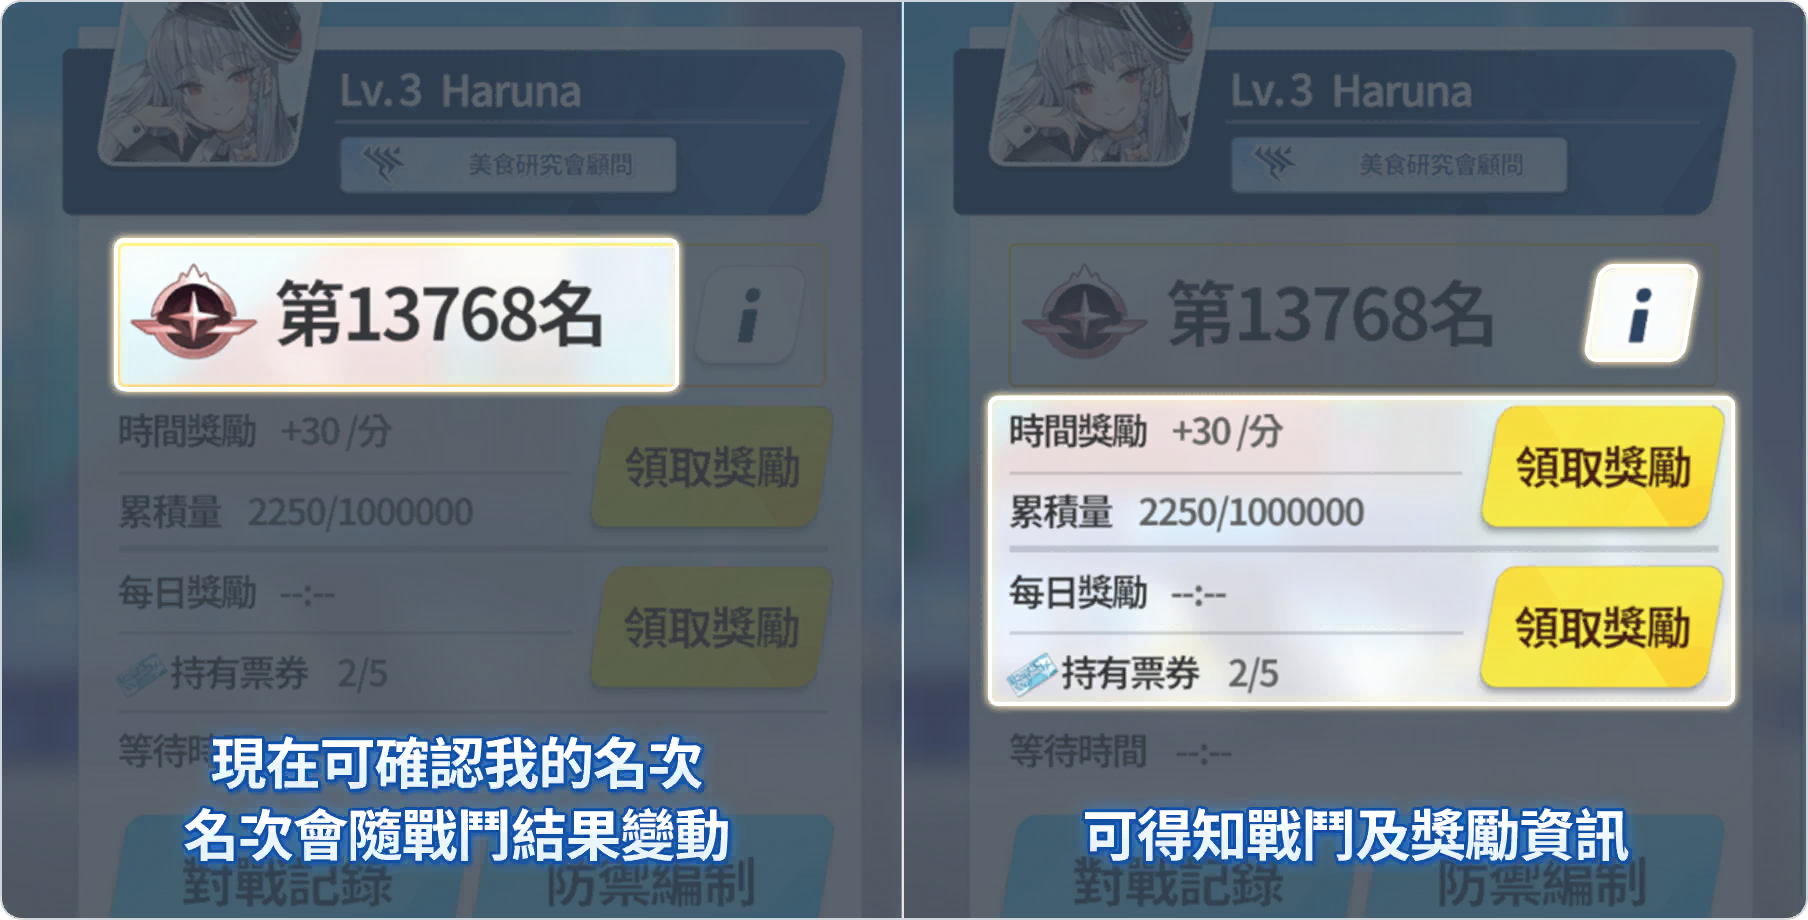 Lv.3 Haruna
美食研究會顧問
第13768名
i
時間獎勵 +30/分
領取獎勵
累積量 2250/1000000
每日獎勵 --:--
領取獎勵
持有票券 2/5
等待時
現在可確認我的名次
名次會隨戰鬥結果變動
對戰記錄 防禦編制
Lv.3 Haruna
美食研究會顧問
第13768名
i
時間獎勵 +30/分
領取獎勵
累積量 2250/1000000
每日獎勵 --:--
領取獎勵
持有票券 2/5
等待時間 --:--
可得知戰鬥及獎勵資訊
對戰記錄 防禦編制